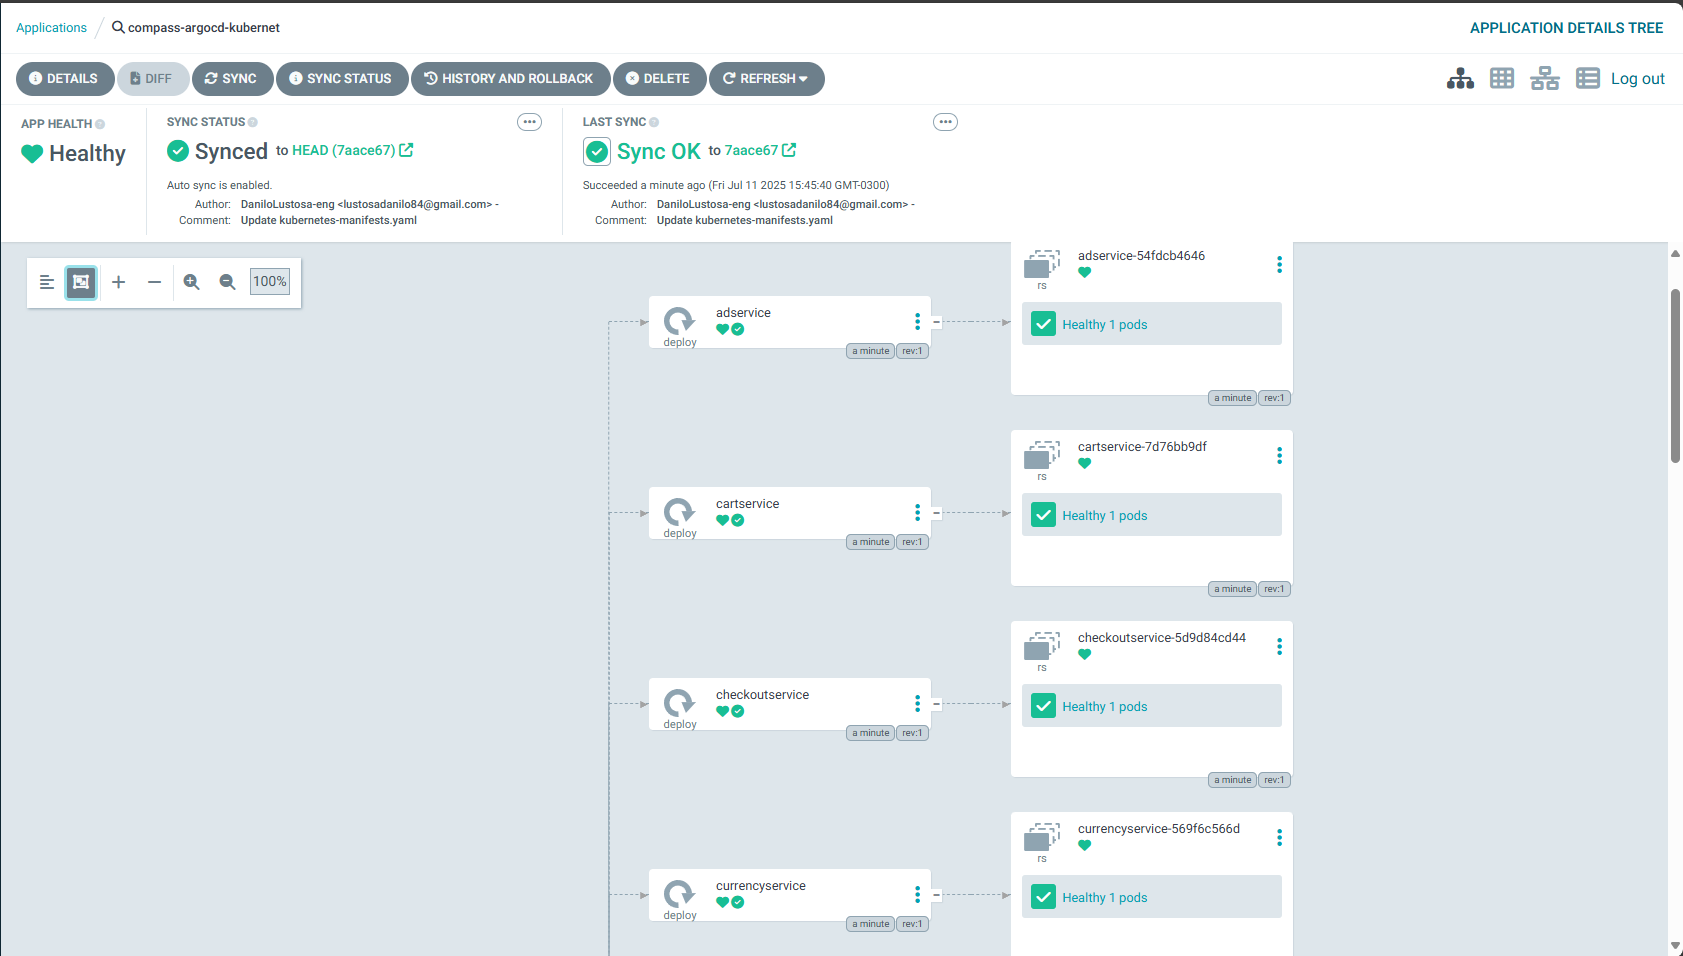 Applications / compass-argocd-kubernet
APPLICATION DETAILS TREE
DETAILS DIFF SYNC SYNC STATUS HISTORY AND ROLLBACK DELETE REFRESH
Log out
APP HEALTH
Healthy
SYNC STATUS
Synced to HEAD (7aace67)
Auto sync is enabled.
Author: DaniloLustosa-eng <lustosadanilo84@gmail.com> -
Comment: Update kubernetes-manifests.yaml
LAST SYNC
Sync OK to 7aace67
Succeeded a minute ago (Fri Jul 11 2025 15:45:40 GMT-0300)
Author: DaniloLustosa-eng <lustosadanilo84@gmail.com> -
Comment: Update kubernetes-manifests.yaml
100%
adservice
deploy
a minute rev:1
adservice-54fdcb4646
rs
Healthy 1 pods
a minute rev:1
cartservice
deploy
a minute rev:1
cartservice-7d76bb9df
rs
Healthy 1 pods
a minute rev:1
checkoutservice
deploy
a minute rev:1
checkoutservice-5d9d84cd44
rs
Healthy 1 pods
a minute rev:1
currencyservice
deploy
a minute rev:1
currencyservice-569f6c566d
rs
Healthy 1 pods